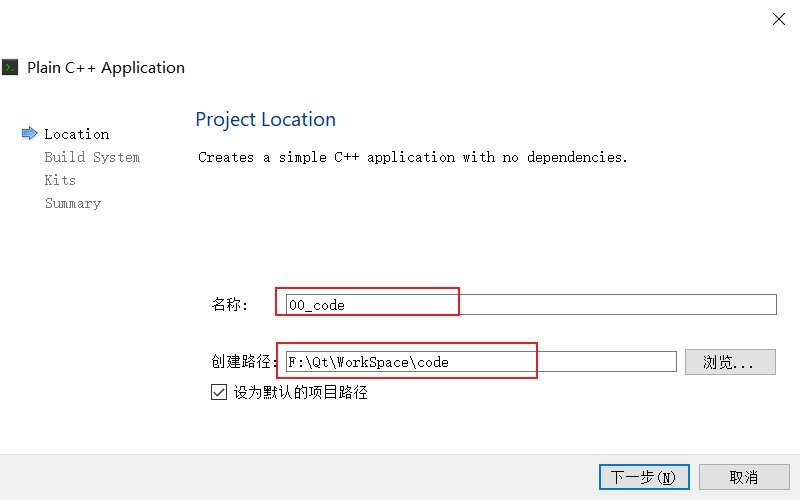 Plain C++ Application
Project Location
Location
Creates a simple C++ application with no dependencies.
Build System
Kits
Summary
名称: 00_code
创建路径: F:\Qt\WorkSpace\code 浏览...
设为默认的项目路径
下一步(N) 取消